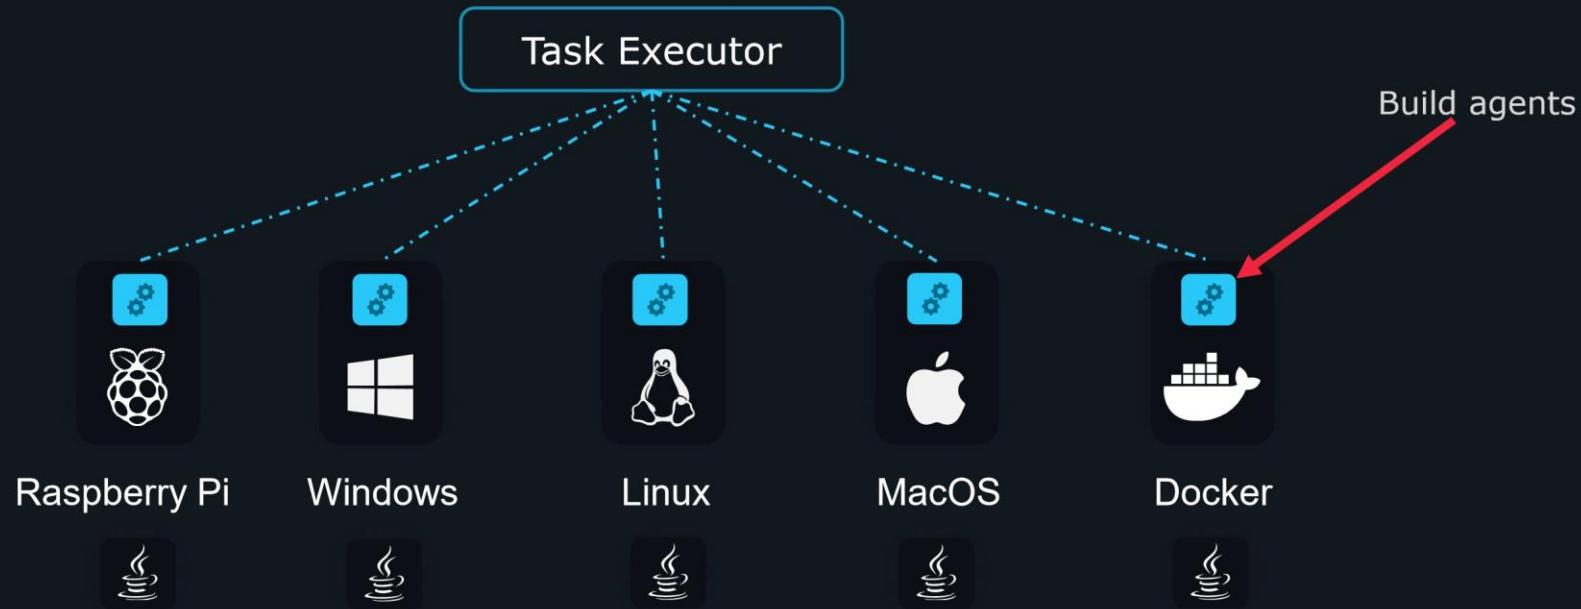 Task Executor
Build agents
Raspberry Pi
Windows
Linux
MacOS
Docker